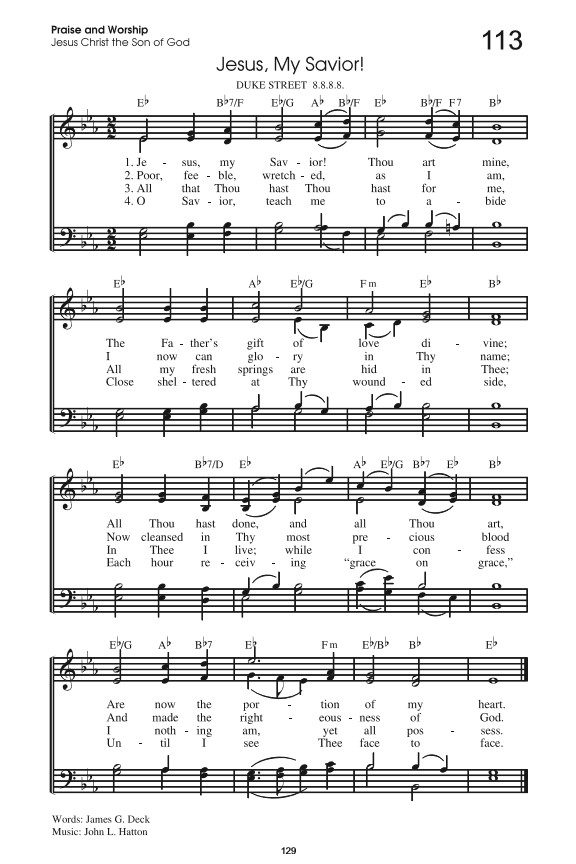 Praise and Worship
Jesus Christ the Son of God
113
Jesus, My Savior!
DUKE STREET 8.8.8.8.
E♭ B♭7/F E♭/G A♭ B♭/F E♭ B♭/F F7 B♭
1. Je - sus, my Sav - ior! Thou art mine,
2. Poor, fee - ble, wretch - ed, as I am,
3. All that Thou hast Thou hast for me,
4. O Sav - ior, teach me to a - bide
E♭ A♭ E♭/G Fm E♭ B♭
The Fa - ther's gift of love di - vine;
I now can glo - ry in Thy name;
All my fresh springs are hid in Thee;
Close shel - tered at Thy wound - ed side,
E♭ B♭7/D E♭ A♭ E♭/G B♭7 E♭ B♭
All Thou hast done, and all Thou art,
Now cleansed in Thy most pre - cious blood
In Thee I live; while I con - fess
Each hour re - ceiv - ing “grace on grace,”
E♭/G A♭ B♭7 E♭ Fm E♭/B♭ B♭ E♭
Are now the por - tion of my heart.
And made the right - eous - ness of God.
I noth - ing am, yet all pos - sess.
Un - til I see Thee face to face.
Words: James G. Deck
Music: John L. Hatton
129